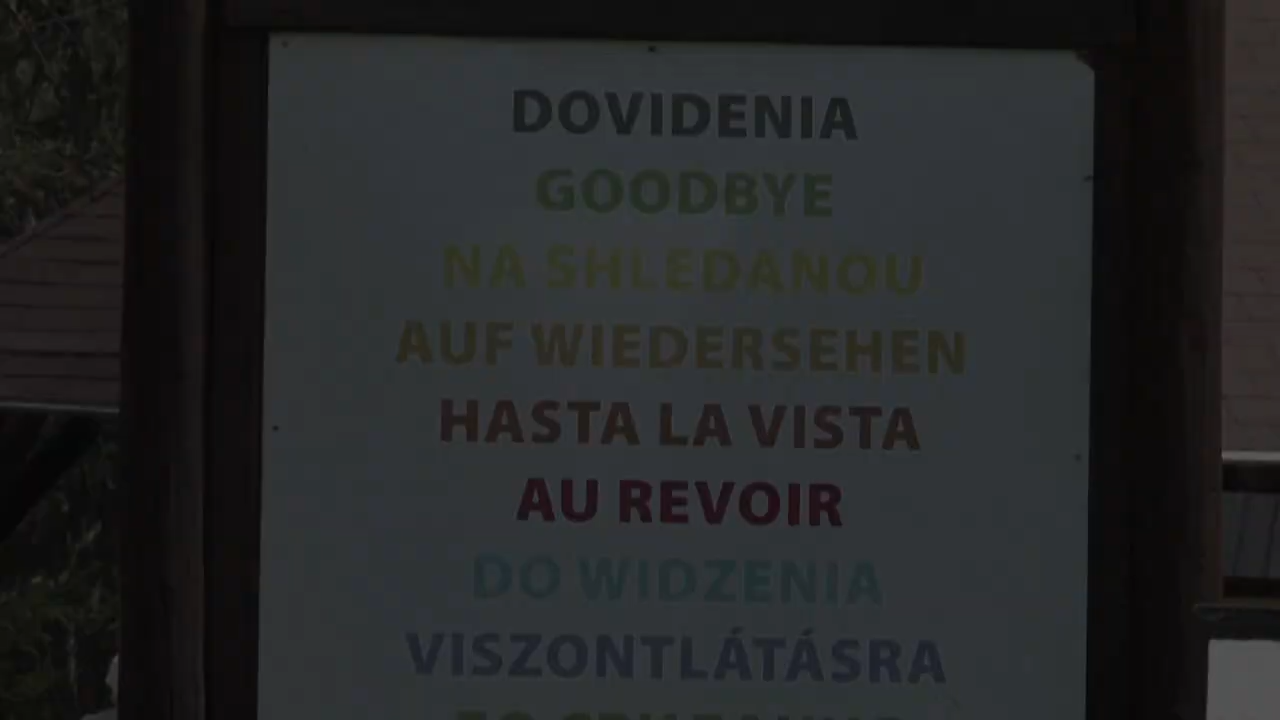 DOVIDENIA
GOODBYE
NA SHLEDANOU
AUF WIEDERSEHEN
HASTA LA VISTA
AU REVOIR
DO WIDZENIA
VISZONTLÁTÁSRA